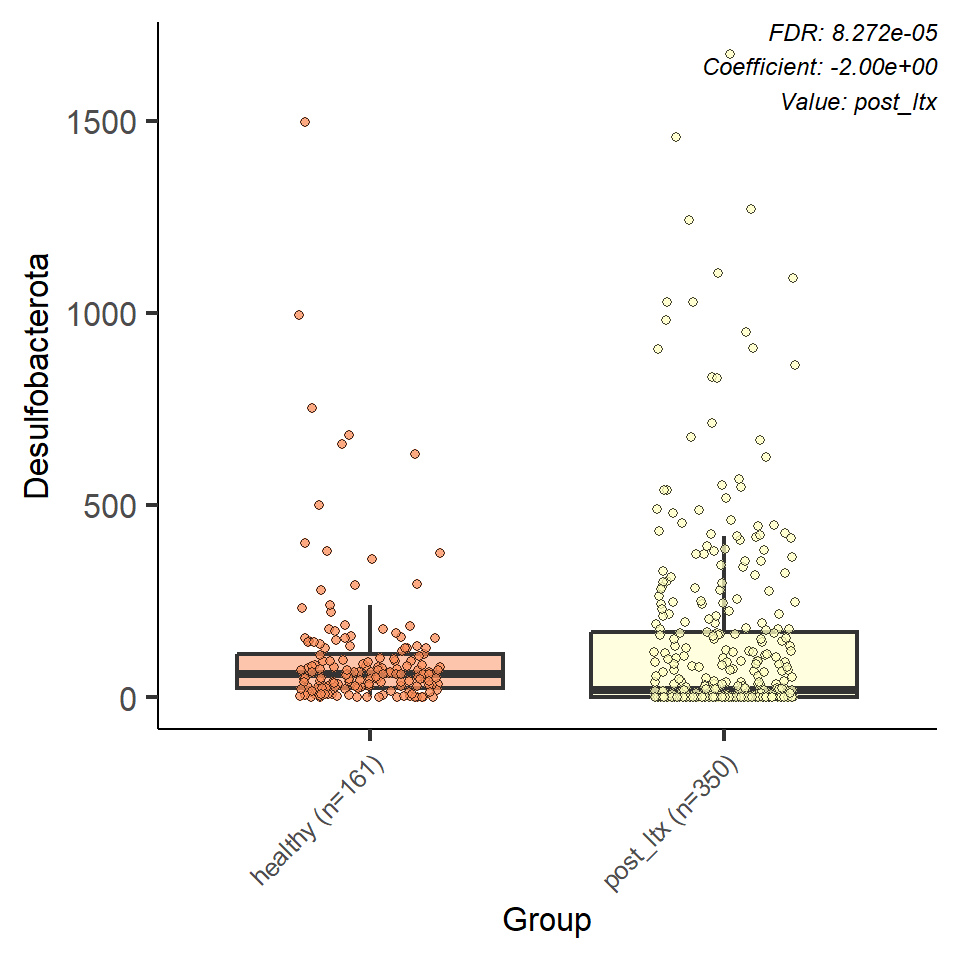 FDR: 8.272e-05
Coefficient: -2.00e+00
Value: post_ltx
1500
1000
500
0
Desulfobacterota
healthy (n=161)
post_ltx (n=350)
Group